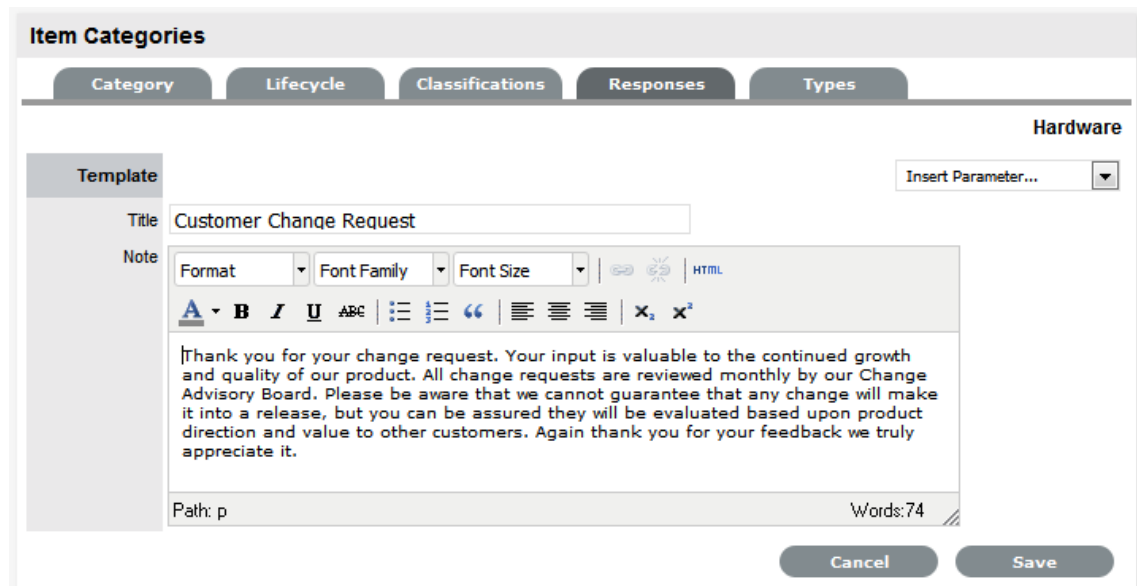 Item Categories
Category Lifecycle Classifications Responses Types
Hardware
Template Insert Parameter...
Title Customer Change Request
Note Format Font Family Font Size HTML
A B I U ABC X₂ X²
Thank you for your change request. Your input is valuable to the continued growth
and quality of our product. All change requests are reviewed monthly by our Change
Advisory Board. Please be aware that we cannot guarantee that any change will make
it into a release, but you can be assured they will be evaluated based upon product
direction and value to other customers. Again thank you for your feedback we truly
appreciate it.
Path: p Words:74
Cancel Save